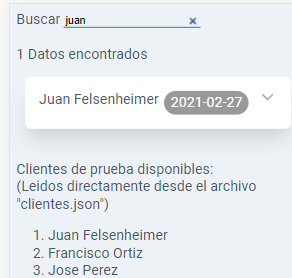 Buscar juan ×
1 Datos encontrados
Juan Felsenheimer 2021-02-27
Clientes de prueba disponibles:
(Leidos directamente desde el archivo
"clientes.json")
1. Juan Felsenheimer
2. Francisco Ortiz
3. Jose Perez